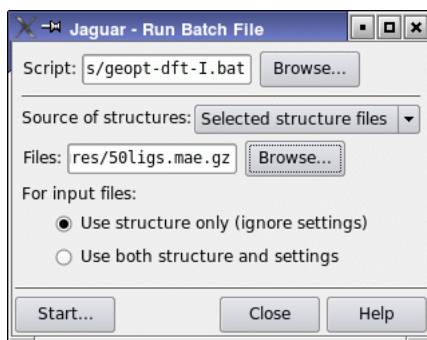 Jaguar - Run Batch File
Script: s/geopt-dft-I.bat Browse...
Source of structures: Selected structure files
Files: res/50ligs.mae.gz Browse...
For input files:
Use structure only (ignore settings)
Use both structure and settings
Start... Close Help